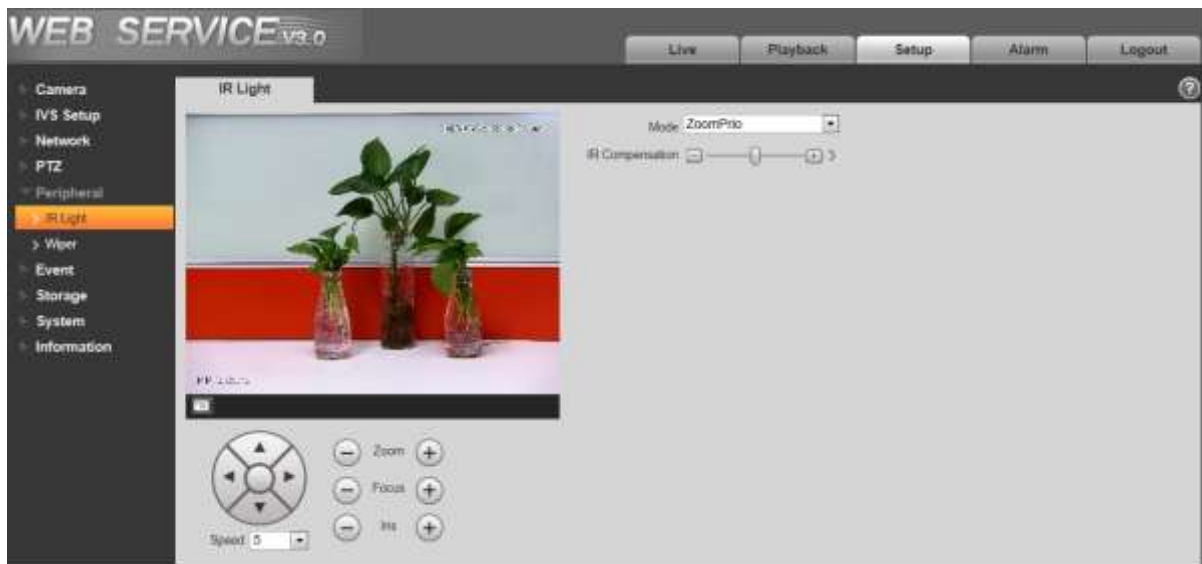 WEB SERVICE V3.0
Live
Playback
Setup
Alarm
Logout
Camera
IVS Setup
Network
PTZ
Peripheral
IR Light
Wiper
Event
Storage
System
Information
IR Light
Mode ZoomPrio
IR Compensation
Zoom
Focus
Iris
Speed 5